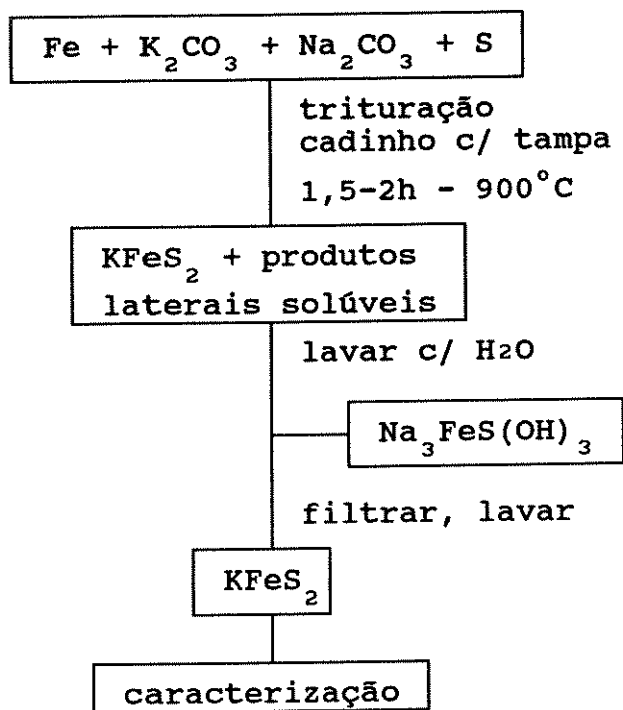 Fe + K₂CO₃ + Na₂CO₃ + S
trituração
cadinho c/ tampa
1,5-2h - 900°C
KFeS₂ + produtos
laterais solúveis
lavar c/ H₂O
Na₃FeS(OH)₃
filtrar, lavar
KFeS₂
caracterização